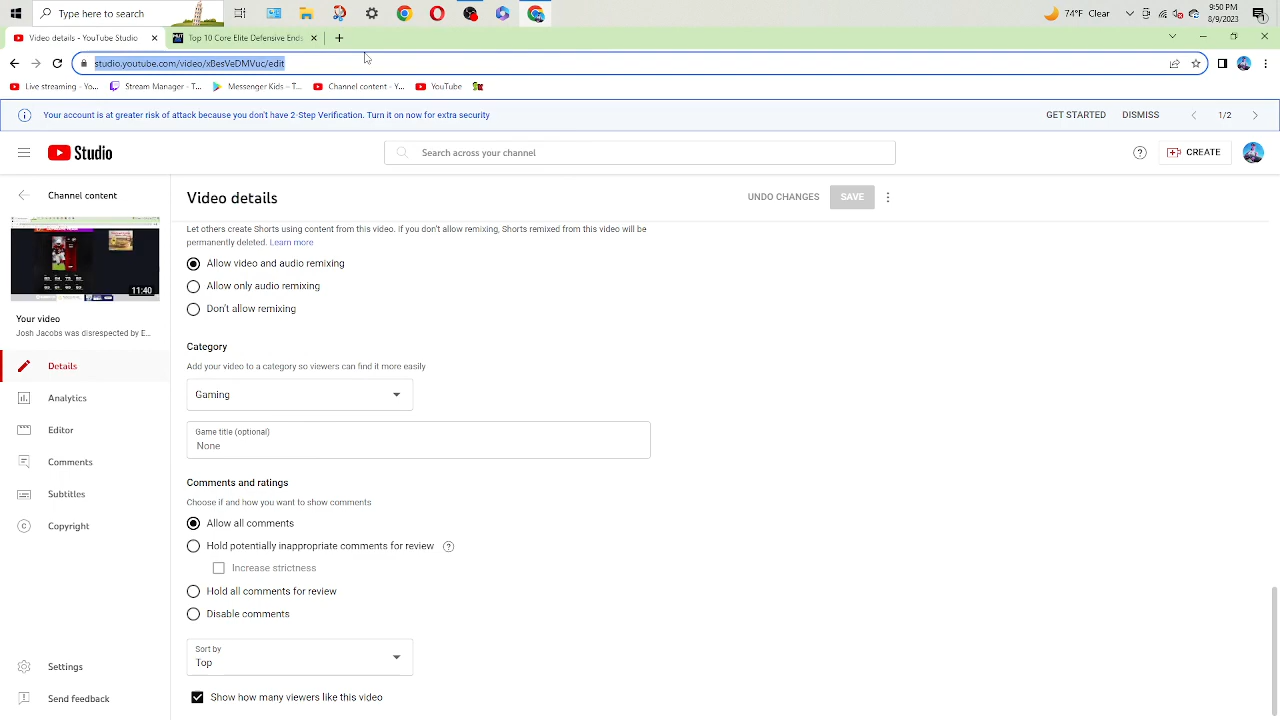 Type here to search
74°F Clear
9:50 PM
8/9/2023
Video details - YouTube Studio
Top 10 Core Elite Defensive Ends
studio.youtube.com/video/xBesVeDMVuc/edit
Live streaming - Yo...
Stream Manager - T...
Messenger Kids – T...
Channel content - Y...
YouTube
Your account is at greater risk of attack because you don't have 2-Step Verification. Turn it on now for extra security
GET STARTED
DISMISS
1/2
Studio
Search across your channel
CREATE
Channel content
Video details
UNDO CHANGES
SAVE
11:40
Your video
Josh Jacobs was disrespected by E...
Details
Analytics
Editor
Comments
Subtitles
Copyright
Settings
Send feedback
Let others create Shorts using content from this video. If you don't allow remixing, Shorts remixed from this video will be
permanently deleted. Learn more
Allow video and audio remixing
Allow only audio remixing
Don't allow remixing
Category
Add your video to a category so viewers can find it more easily
Gaming
Game title (optional)
None
Comments and ratings
Choose if and how you want to show comments
Allow all comments
Hold potentially inappropriate comments for review
Increase strictness
Hold all comments for review
Disable comments
Sort by
Top
Show how many viewers like this video